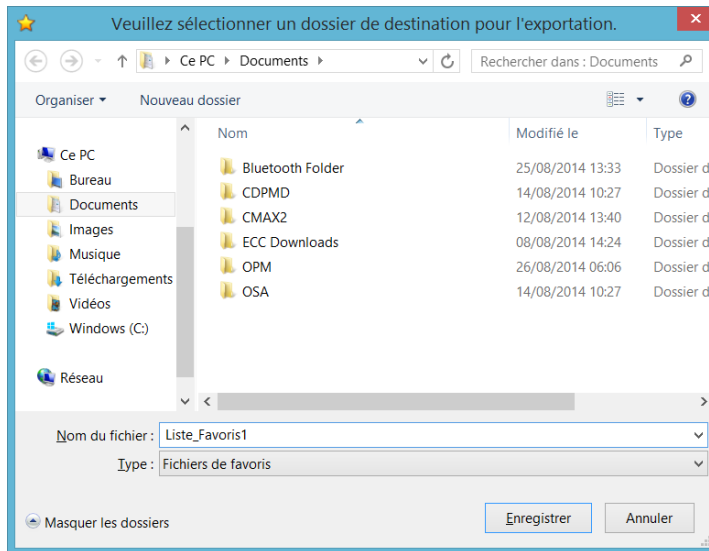 Veuillez sélectionner un dossier de destination pour l'exportation.
Ce PC Documents
Rechercher dans : Documents
Organiser Nouveau dossier
Nom Modifié le Type
Ce PC
Bureau
Documents
Images
Musique
Téléchargements
Vidéos
Windows (C:)
Réseau
Bluetooth Folder 25/08/2014 13:33 Dossier d
CDPMD 14/08/2014 10:27 Dossier d
CMAX2 12/08/2014 13:40 Dossier d
ECC Downloads 08/08/2014 14:24 Dossier d
OPM 26/08/2014 06:06 Dossier d
OSA 14/08/2014 10:27 Dossier d
Nom du fichier : Liste_Favoris1
Type : Fichiers de favoris
Masquer les dossiers
Enregistrer Annuler